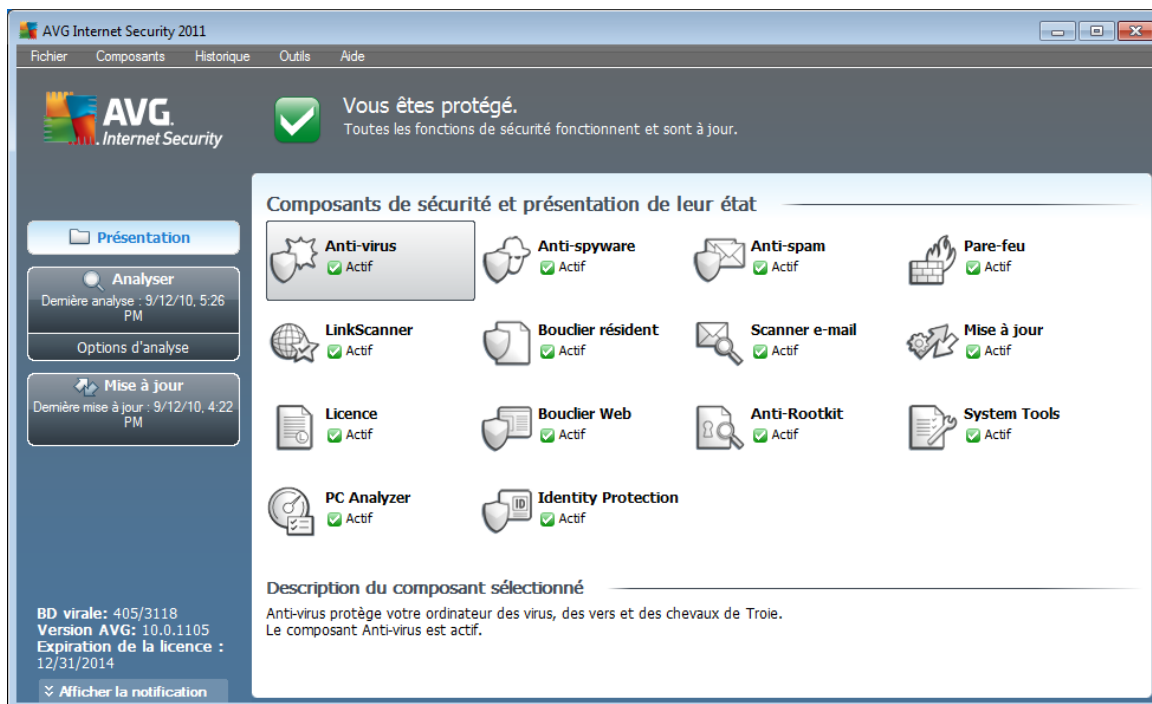 AVG Internet Security 2011
Fichier Composants Historique Outils Aide
AVG.
Internet Security
Vous êtes protégé.
Toutes les fonctions de sécurité fonctionnent et sont à jour.
Présentation
Analyser
Dernière analyse : 9/12/10, 5:26
PM
Options d'analyse
Mise à jour
Dernière mise à jour : 9/12/10, 4:22
PM
BD virale: 405/3118
Version AVG: 10.0.1105
Expiration de la licence :
12/31/2014
Afficher la notification
Composants de sécurité et présentation de leur état
Anti-virus
Actif
Anti-spyware
Actif
Anti-spam
Actif
Pare-feu
Actif
LinkScanner
Actif
Bouclier résident
Actif
Scanner e-mail
Actif
Mise à jour
Actif
Licence
Actif
Bouclier Web
Actif
Anti-Rootkit
Actif
System Tools
Actif
PC Analyzer
Actif
ID
Identity Protection
Actif
Description du composant sélectionné
Anti-virus protège votre ordinateur des virus, des vers et des chevaux de Troie.
Le composant Anti-virus est actif.